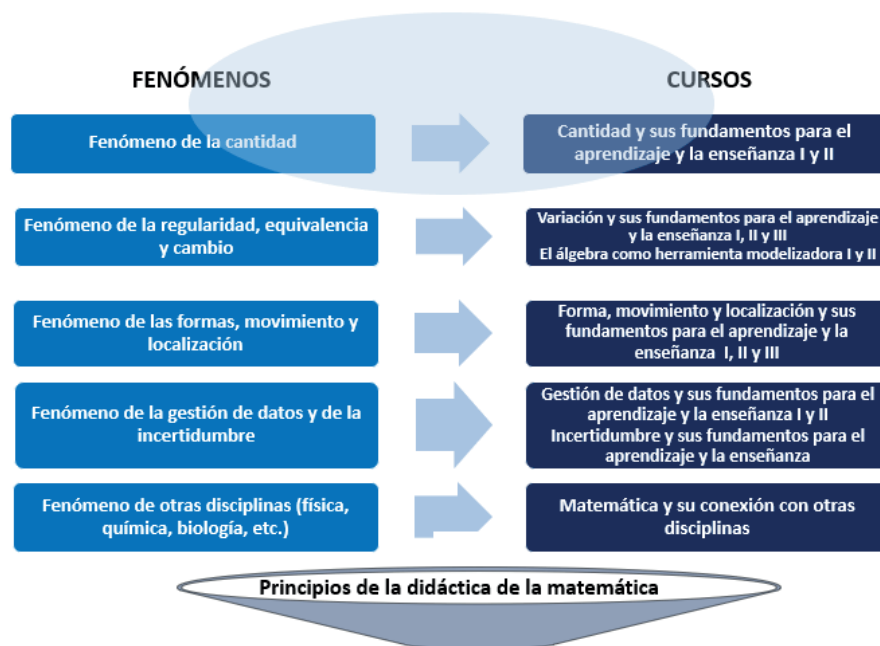 FENÓMENOS
CURSOS
Fenómeno de la cantidad
Cantidad y sus fundamentos para el
aprendizaje y la enseñanza I y II
Fenómeno de la regularidad, equivalencia
y cambio
Variación y sus fundamentos para el aprendizaje
y la enseñanza I, II y III
El álgebra como herramienta modelizadora I y II
Fenómeno de las formas, movimiento y
localización
Forma, movimiento y localización y sus
fundamentos para el aprendizaje y la
enseñanza I, II y III
Fenómeno de la gestión de datos y de la
incertidumbre
Gestión de datos y sus fundamentos para el
aprendizaje y la enseñanza I y II
Incertidumbre y sus fundamentos para el
aprendizaje y la enseñanza
Fenómeno de otras disciplinas (física,
química, biología, etc.)
Matemática y su conexión con otras
disciplinas
Principios de la didáctica de la matemática